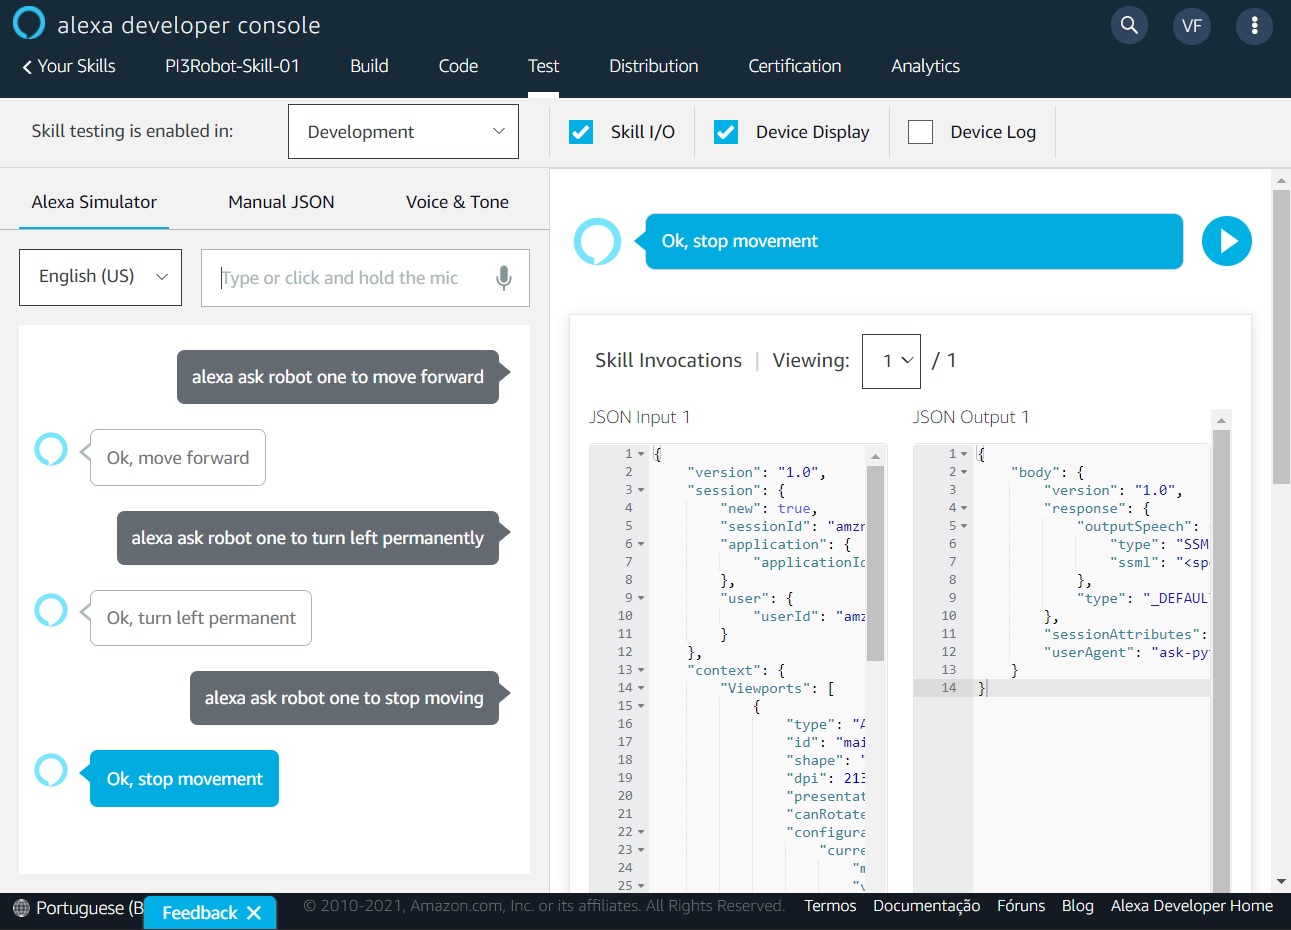 alexa developer console
VF
Your Skills PI3Robot-Skill-01 Build Code Test Distribution Certification Analytics
Skill testing is enabled in: Development Skill I/O Device Display Device Log
Alexa Simulator Manual JSON Voice & Tone
English (US) Type or click and hold the mic
alexa ask robot one to move forward
Ok, move forward
alexa ask robot one to turn left permanently
Ok, turn left permanent
alexa ask robot one to stop moving
Ok, stop movement
Ok, stop movement
Skill Invocations | Viewing: 1 / 1
JSON Input 1
1 {
2 "version": "1.0",
3 "session": {
4 "new": true,
5 "sessionId": "amzn
6 "application": {
7 "applicationId
8 },
9 "user": {
10 "userId": "amz
11 }
12 },
13 "context": {
14 "Viewports": [
15 {
16 "type": "A
17 "id": "mai
18 "shape": "
19 "dpi": 213
20 "presentat
21 "canRotate
22 "configura
23 "curre
24 "m
25 "v
JSON Output 1
1 {
2 "body": {
3 "version": "1.0",
4 "response": {
5 "outputSpeech":
6 "type": "SSM
7 "ssml": "<sp
8 },
9 "type": "_DEFAUL
10 },
11 "sessionAttributes":
12 "userAgent": "ask-py
13 }
14 }
Portuguese (B Feedback © 2010-2021, Amazon.com, Inc. or its affiliates. All Rights Reserved. Termos Documentação Fóruns Blog Alexa Developer Home